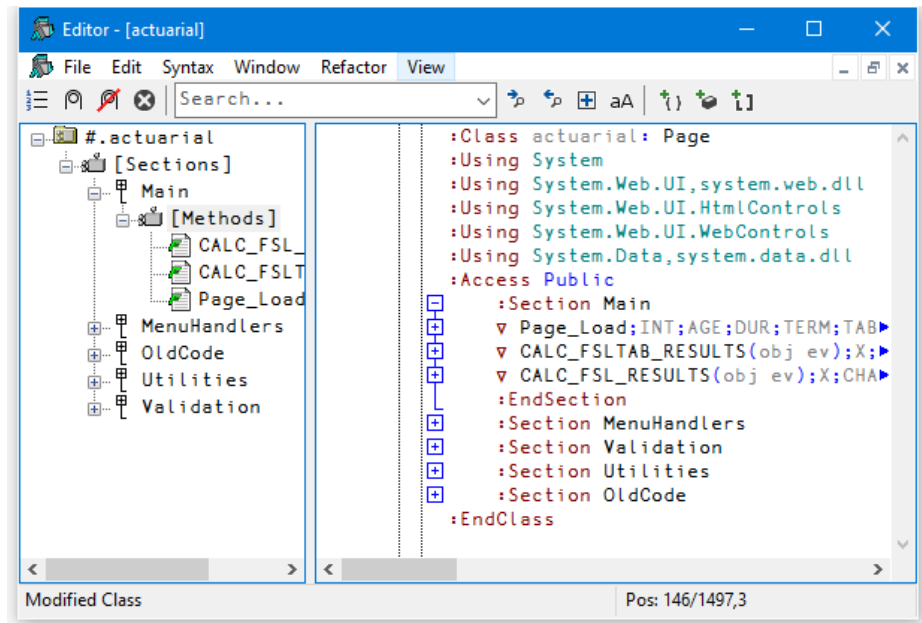 Editor - [actuarial]
File Edit Syntax Window Refactor View
Search... aA
#.actuarial
[Sections]
Main
[Methods]
CALC_FSL_
CALC_FSLT
Page_Load
MenuHandlers
OldCode
Utilities
Validation
:Class actuarial: Page
:Using System
:Using System.Web.UI,system.web.dll
:Using System.Web.UI.HtmlControls
:Using System.Web.UI.WebControls
:Using System.Data,system.data.dll
:Access Public
:Section Main
∇ Page_Load;INT;AGE;DUR;TERM;TAB
∇ CALC_FSLTAB_RESULTS(obj ev);X;
∇ CALC_FSL_RESULTS(obj ev);X;CHA
:EndSection
:Section MenuHandlers
:Section Validation
:Section Utilities
:Section OldCode
:EndClass
Modified Class
Pos: 146/1497,3